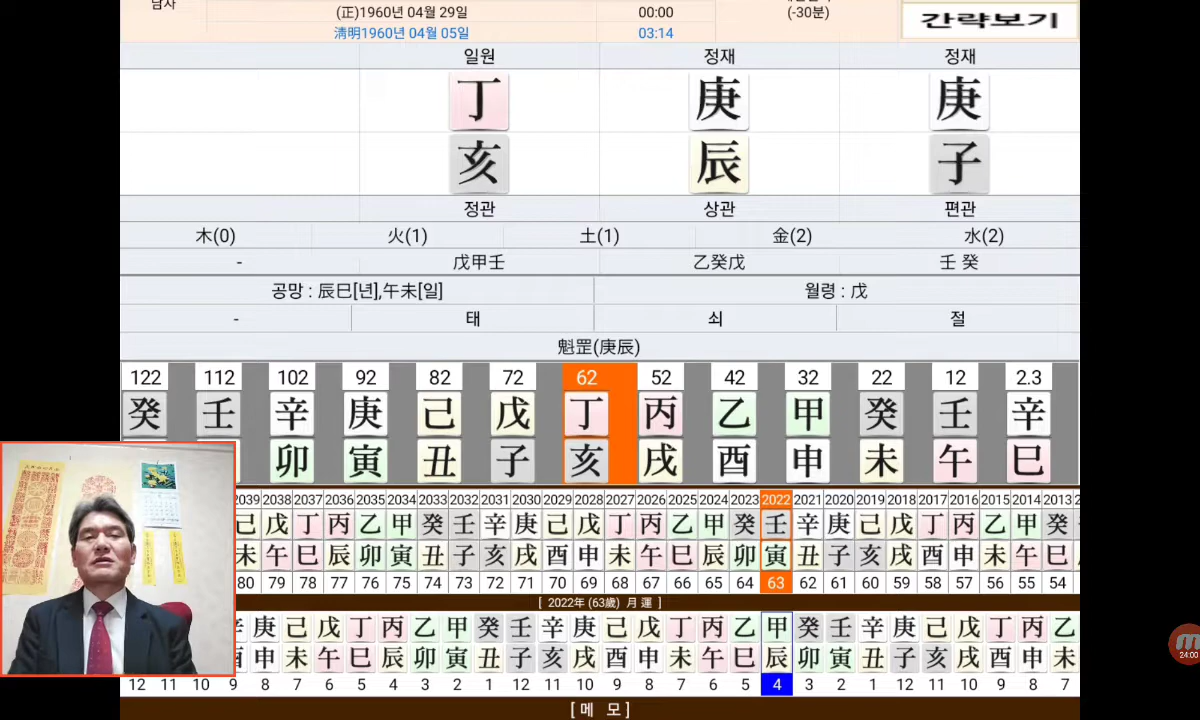 남자
(正)1960년 04월 29일 00:00 (-30분)
淸明1960년 04월 05일 03:14
간략보기
일원 정재 정재
丁 庚 庚
亥 辰 子
정관 상관 편관
木(0) 火(1) 土(1) 金(2) 水(2)
- 戊甲壬 乙癸戊 壬 癸
공망 : 辰巳[년],午未[일] 월령 : 戊
- 태 쇠 절
魁罡(庚辰)
122 112 102 92 82 72 62 52 42 32 22 12 2.3
癸 壬 辛 庚 己 戊 丁 丙 乙 甲 癸 壬 辛
卯 寅 丑 子 亥 戌 酉 申 未 午 巳
2039 2038 2037 2036 2035 2034 2033 2032 2031 2030 2029 2028 2027 2026 2025 2024 2023 2022 2021 2020 2019 2018 2017 2016 2015 2014 2013
己 戊 丁 丙 乙 甲 癸 壬 辛 庚 己 戊 丁 丙 乙 甲 癸 壬 辛 庚 己 戊 丁 丙 乙 甲 癸
未 午 巳 辰 卯 寅 丑 子 亥 戌 酉 申 未 午 巳 辰 卯 寅 丑 子 亥 戌 酉 申 未 午 巳
80 79 78 77 76 75 74 73 72 71 70 69 68 67 66 65 64 63 62 61 60 59 58 57 56 55 54
[ 2022年 (63歲) 月 運 ]
庚 己 戊 丁 丙 乙 甲 癸 壬 辛 庚 己 戊 丁 丙 乙 甲 癸 壬 辛 庚 己 戊 丁 丙 乙
申 未 午 巳 辰 卯 寅 丑 子 亥 戌 酉 申 未 午 巳 辰 卯 寅 丑 子 亥 戌 酉 申 未
12 11 10 9 8 7 6 5 4 3 2 1 12 11 10 9 8 7 6 5 4 3 2 1 12 11 10 9 8 7
[ 메 모 ]
24:00